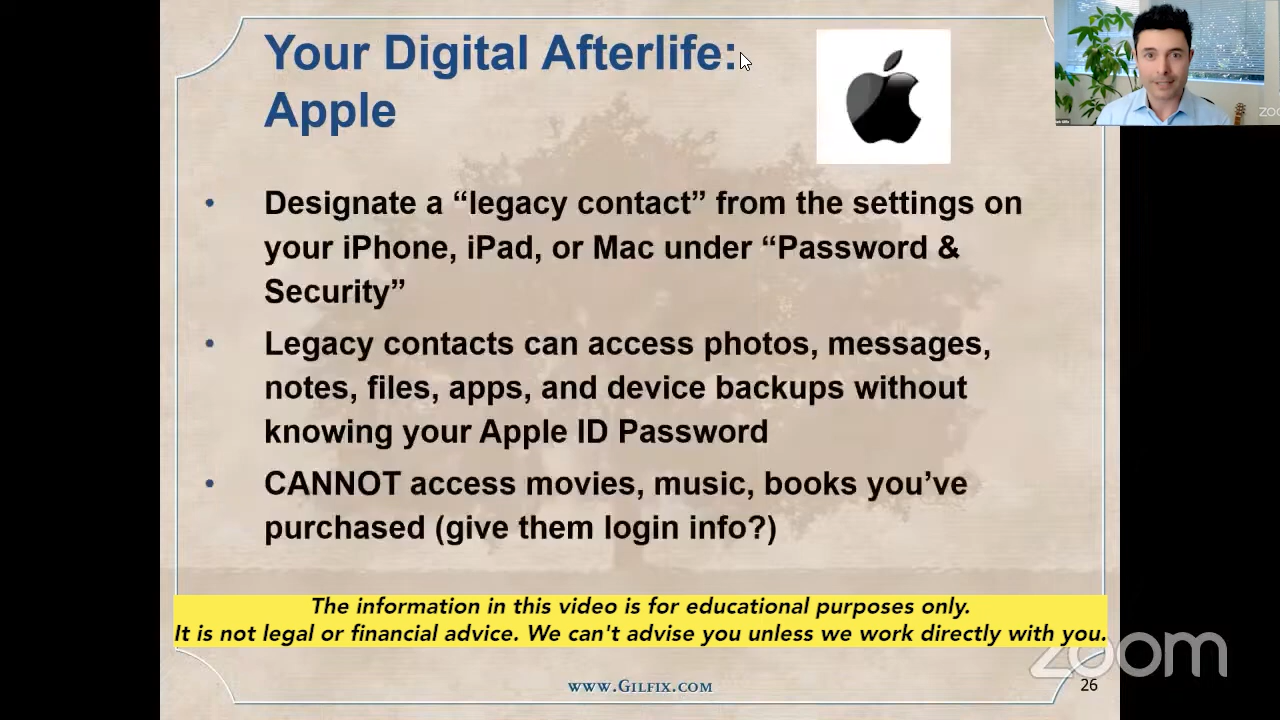 Your Digital Afterlife:
Apple
• Designate a “legacy contact” from the settings on
your iPhone, iPad, or Mac under “Password &
Security”
• Legacy contacts can access photos, messages,
notes, files, apps, and device backups without
knowing your Apple ID Password
• CANNOT access movies, music, books you’ve
purchased (give them login info?)
The information in this video is for educational purposes only.
It is not legal or financial advice. We can't advise you unless we work directly with you.
zoom
www.Gilfix.com
26